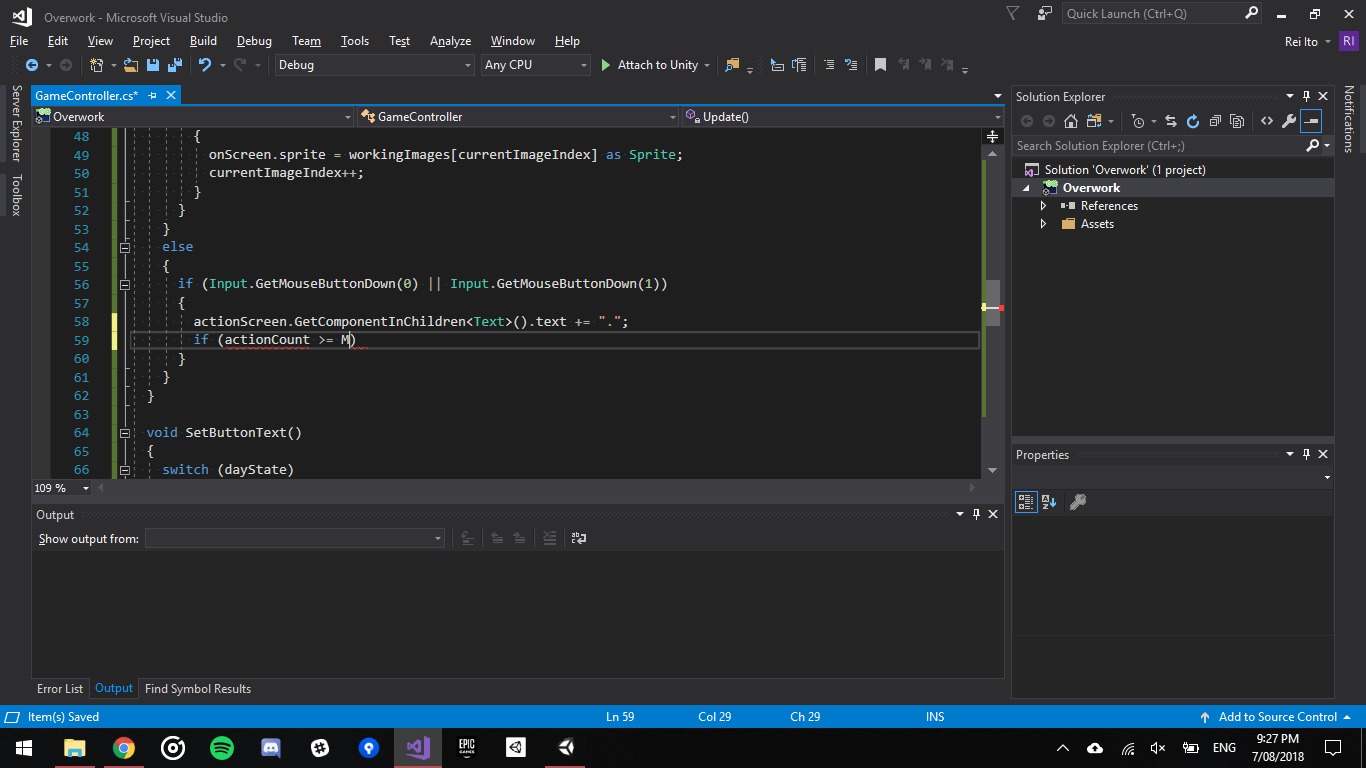 Overwork - Microsoft Visual Studio
Quick Launch (Ctrl+Q)
File Edit View Project Build Debug Team Tools Test Analyze Window Help
Rei Ito RI
Debug Any CPU Attach to Unity
Server Explorer
Toolbox
GameController.cs*
Overwork GameController Update()
48 {
49 onScreen.sprite = workingImages[currentImageIndex] as Sprite;
50 currentImageIndex++;
51 }
52 }
53 }
54 else
55 {
56 if (Input.GetMouseButtonDown(0) || Input.GetMouseButtonDown(1))
57 {
58 actionScreen.GetComponentInChildren<Text>().text += ".";
59 if (actionCount >= M)
60 }
61 }
62 }
63
64 void SetButtonText()
65 {
66 switch (dayState)
109 %
Output
Show output from:
Error List Output Find Symbol Results
Solution Explorer
Search Solution Explorer (Ctrl+;)
Solution 'Overwork' (1 project)
Overwork
References
Assets
Properties
Notifications
Item(s) Saved Ln 59 Col 29 Ch 29 INS Add to Source Control
EPIC GAMES
ENG
9:27 PM
7/08/2018